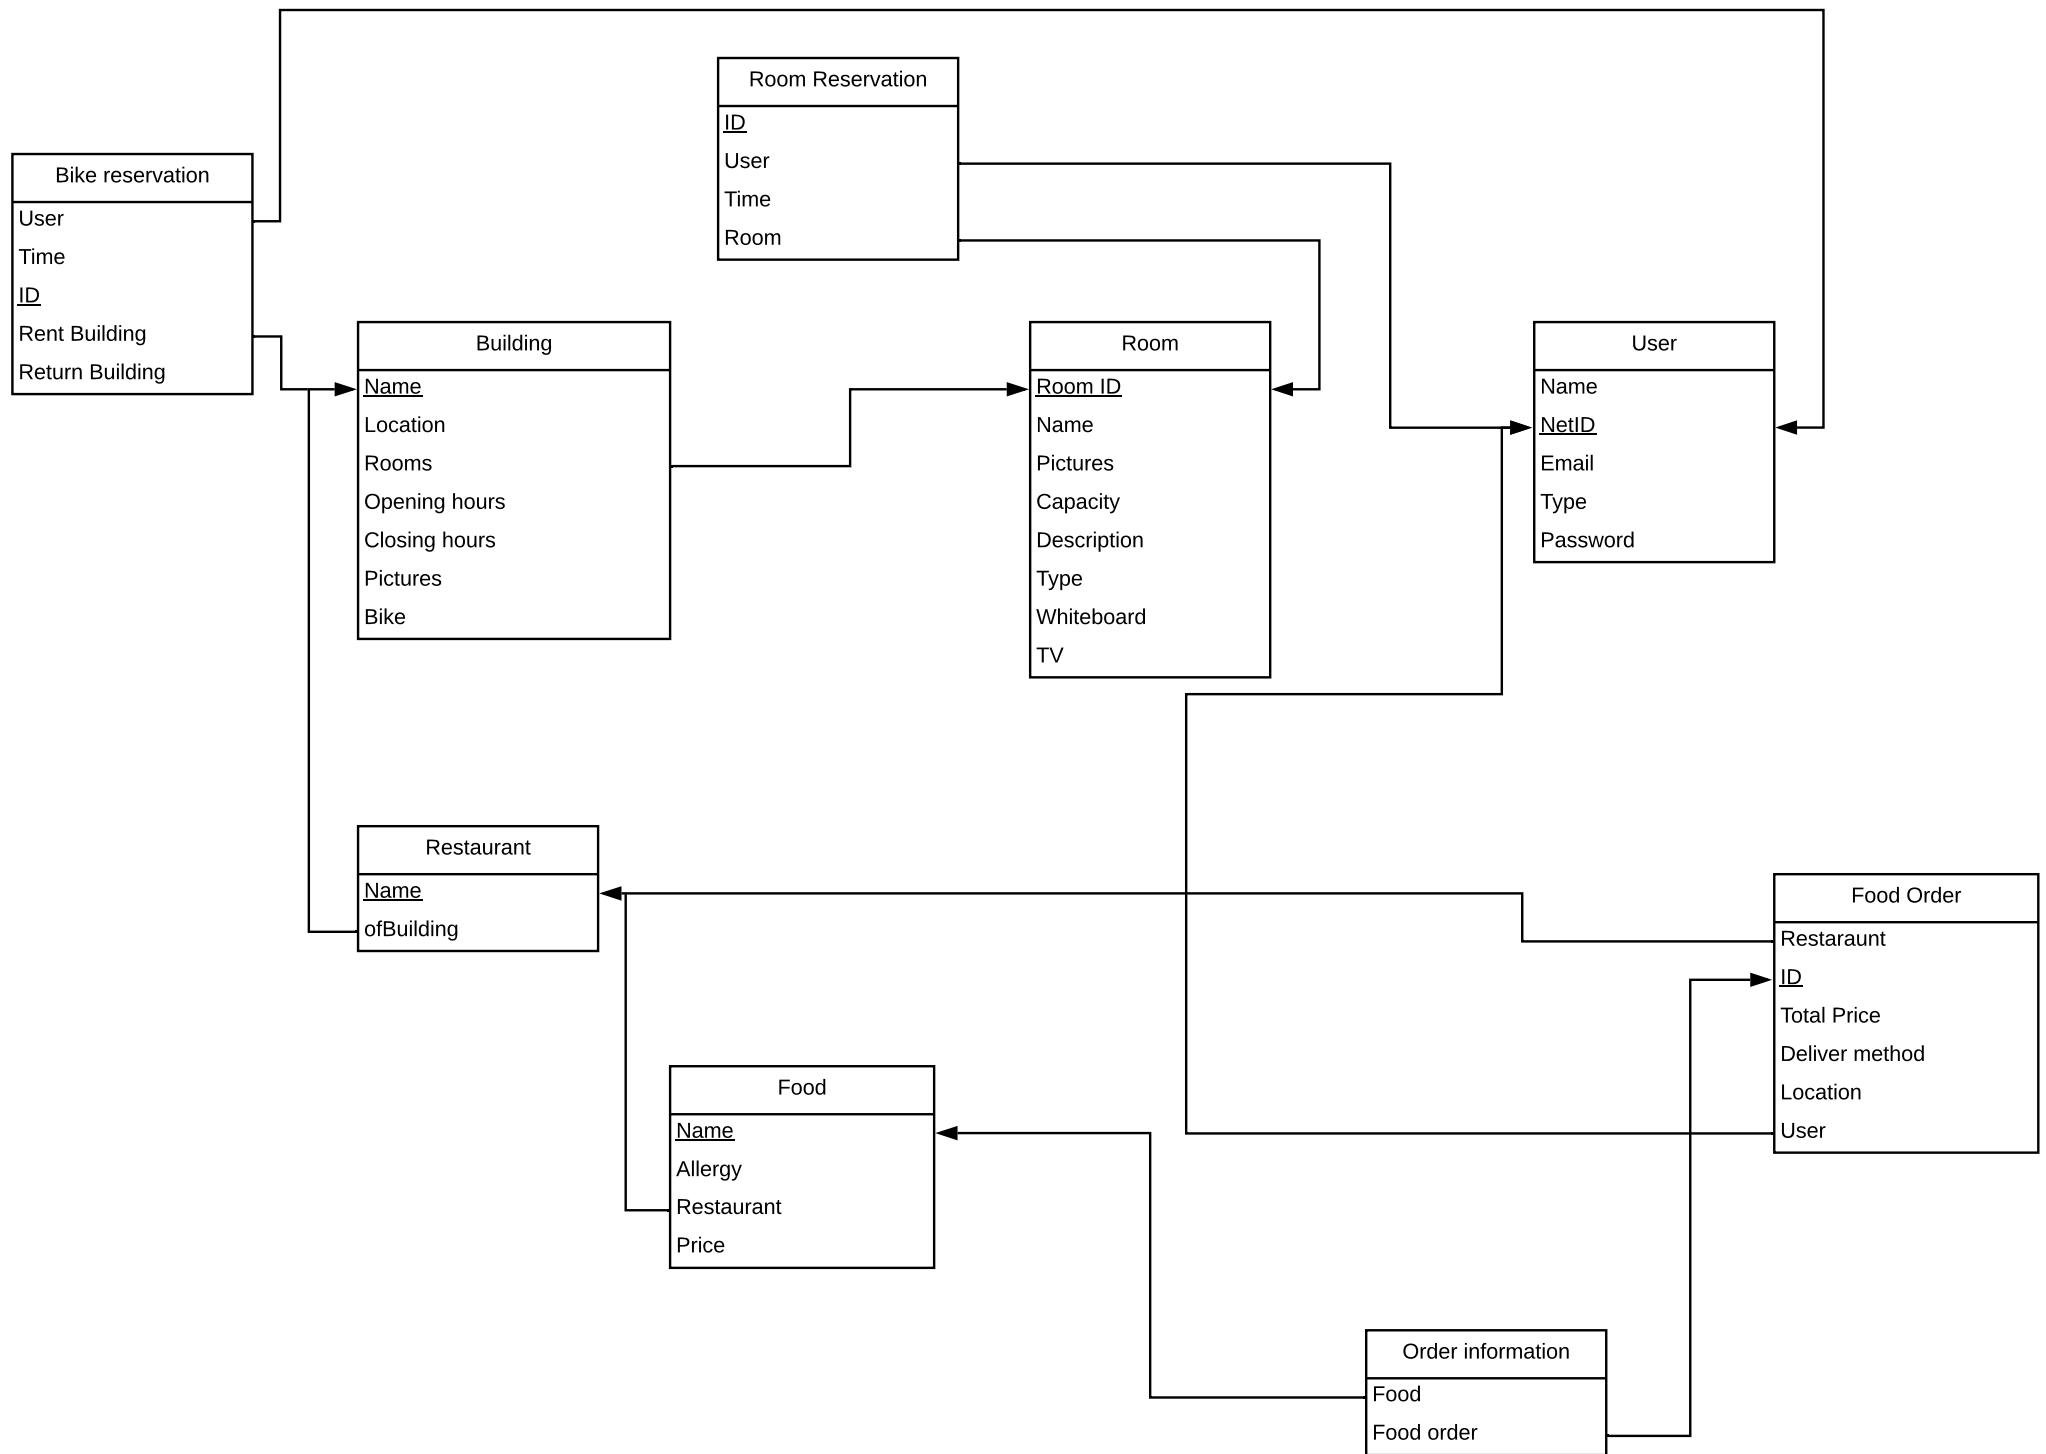 Room Reservation
ID
User
Time
Room
Bike reservation
User
Time
ID
Rent Building
Return Building
Building
Name
Location
Rooms
Opening hours
Closing hours
Pictures
Bike
Room
Room ID
Name
Pictures
Capacity
Description
Type
Whiteboard
TV
User
Name
NetID
Email
Type
Password
Restaurant
Name
ofBuilding
Food Order
Restaraunt
ID
Total Price
Deliver method
Location
User
Food
Name
Allergy
Restaurant
Price
Order information
Food
Food order